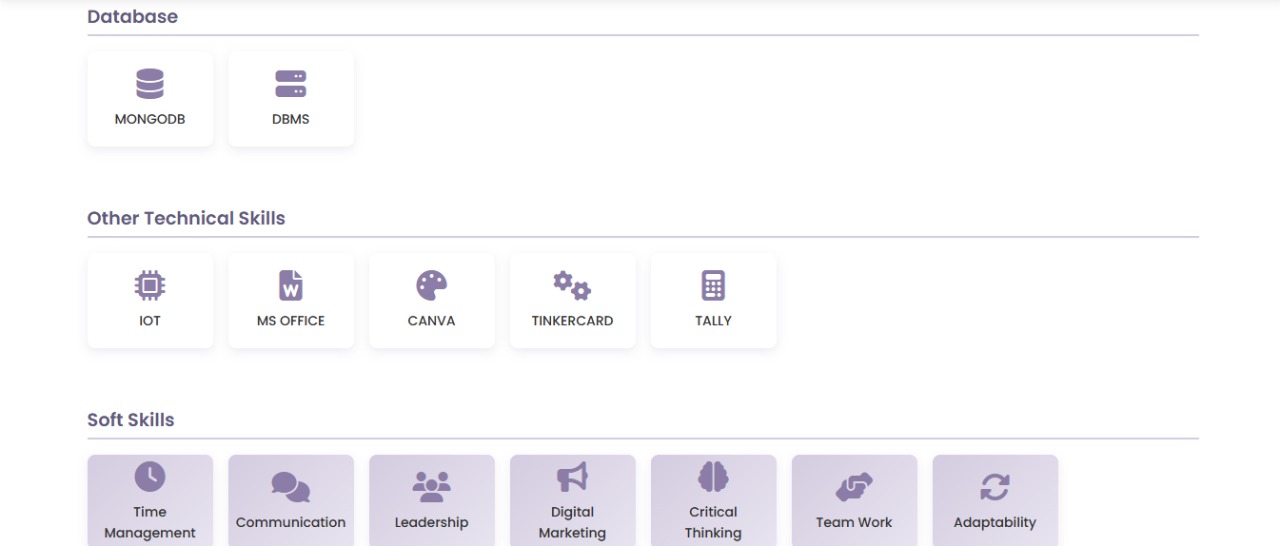 Database
MONGODB DBMS
Other Technical Skills
IOT MS OFFICE CANVA TINKERCARD TALLY
Soft Skills
Time Management Communication Leadership Digital Marketing Critical Thinking Team Work Adaptability